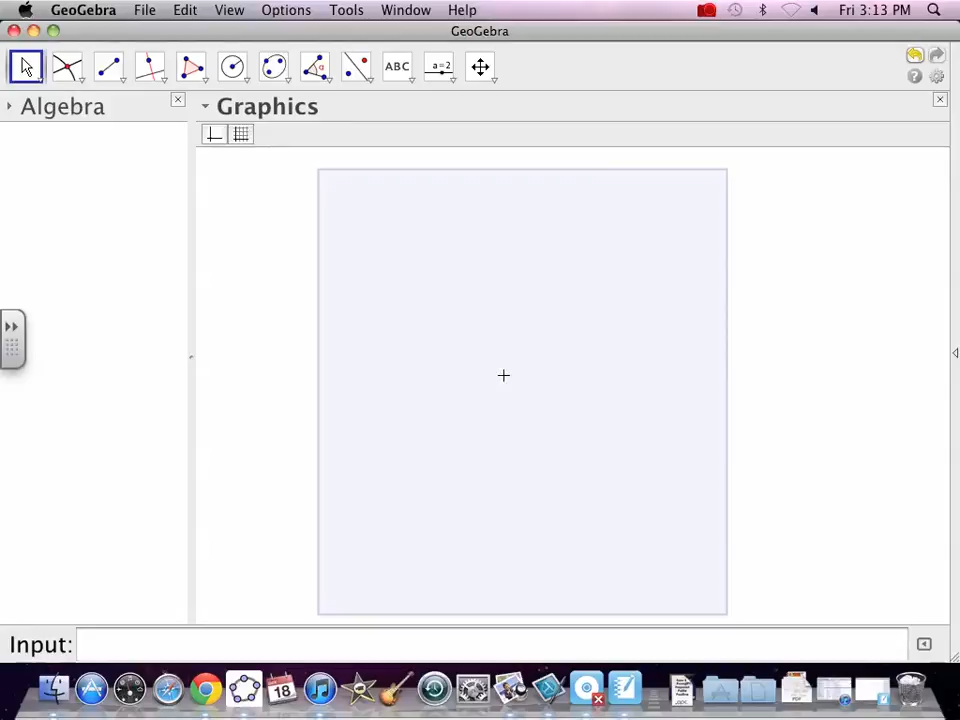 GeoGebra File Edit View Options Tools Window Help Fri 3:13 PM
GeoGebra
ABC
a=2
Algebra
Graphics
Input:
18